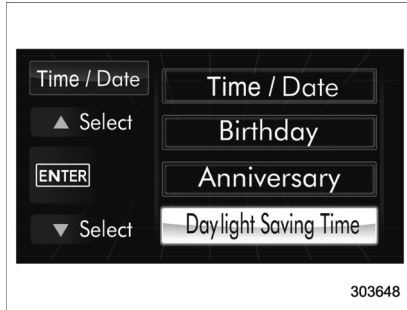 Time / Date
▲ Select
ENTER
▼ Select
Time / Date
Birthday
Anniversary
Daylight Saving Time
303648